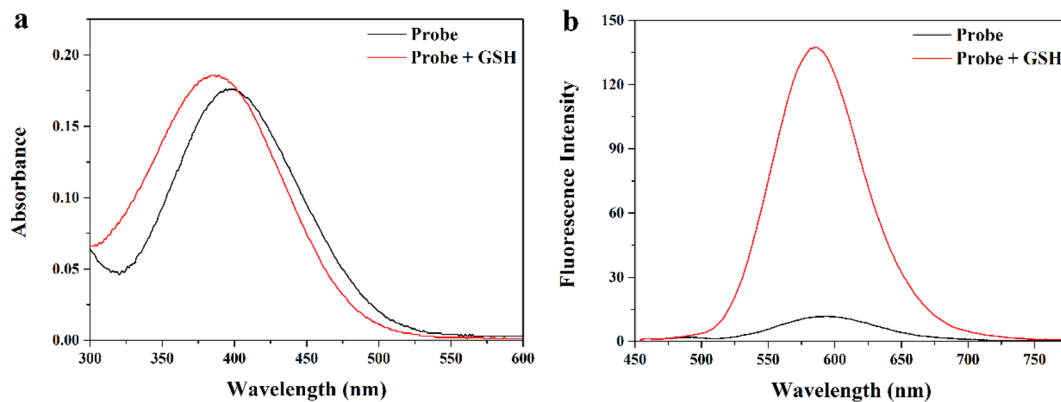 a
Probe
Probe + GSH
0.20
0.15
0.10
0.05
0.00
Absorbance
300 350 400 450 500 550 600
Wavelength (nm)
b
Probe
Probe + GSH
150
120
90
60
30
0
Fluorescence Intensity
450 500 550 600 650 700 750
Wavelength (nm)